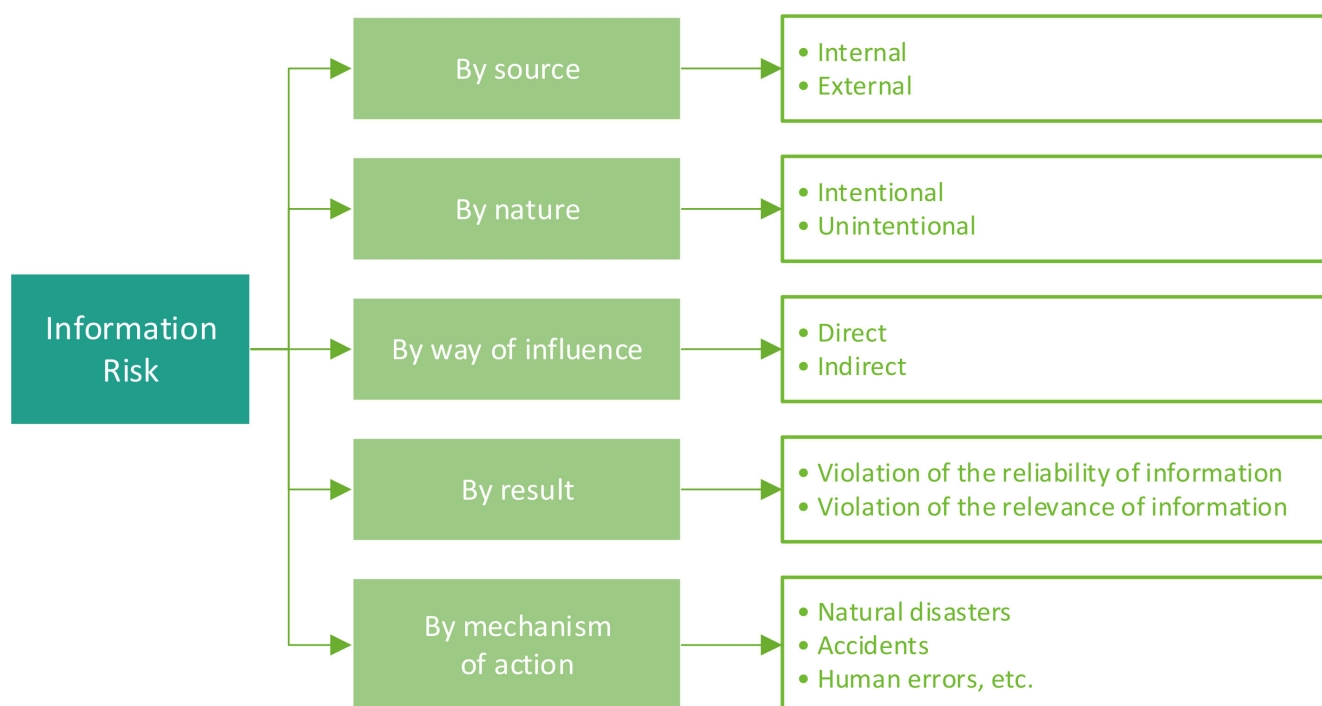 Information
Risk
By source
• Internal
• External
By nature
• Intentional
• Unintentional
By way of influence
• Direct
• Indirect
By result
• Violation of the reliability of information
• Violation of the relevance of information
By mechanism
of action
• Natural disasters
• Accidents
• Human errors, etc.